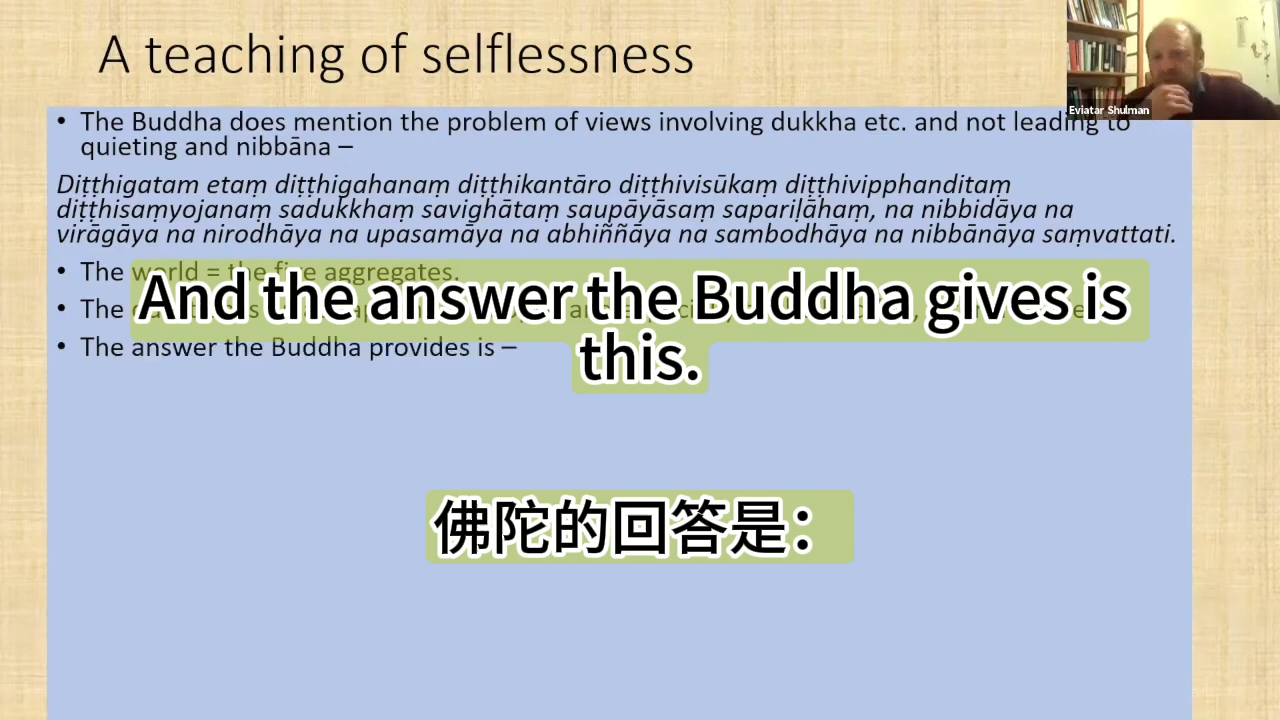 A teaching of selflessness
Eviatar Shulman
• The Buddha does mention the problem of views involving dukkha etc. and not leading to
quieting and nibbāna –
Diṭṭhigatam etaṃ diṭṭhigahanaṃ diṭṭhikantāro diṭṭhivisūkaṃ diṭṭhivipphanditaṃ
diṭṭhisaṃyojanaṃ sadukkhaṃ savighātaṃ saupāyāsaṃ sapariḷāhaṃ, na nibbidāya na
virāgāya na nirodhāya na upasamāya na abhiññāya na sambodhāya na nibbānāya saṃvattati.
• The world = the five aggregates.
• The
• The answer the Buddha provides is –
And the answer the Buddha gives is
this.
佛陀的回答是：